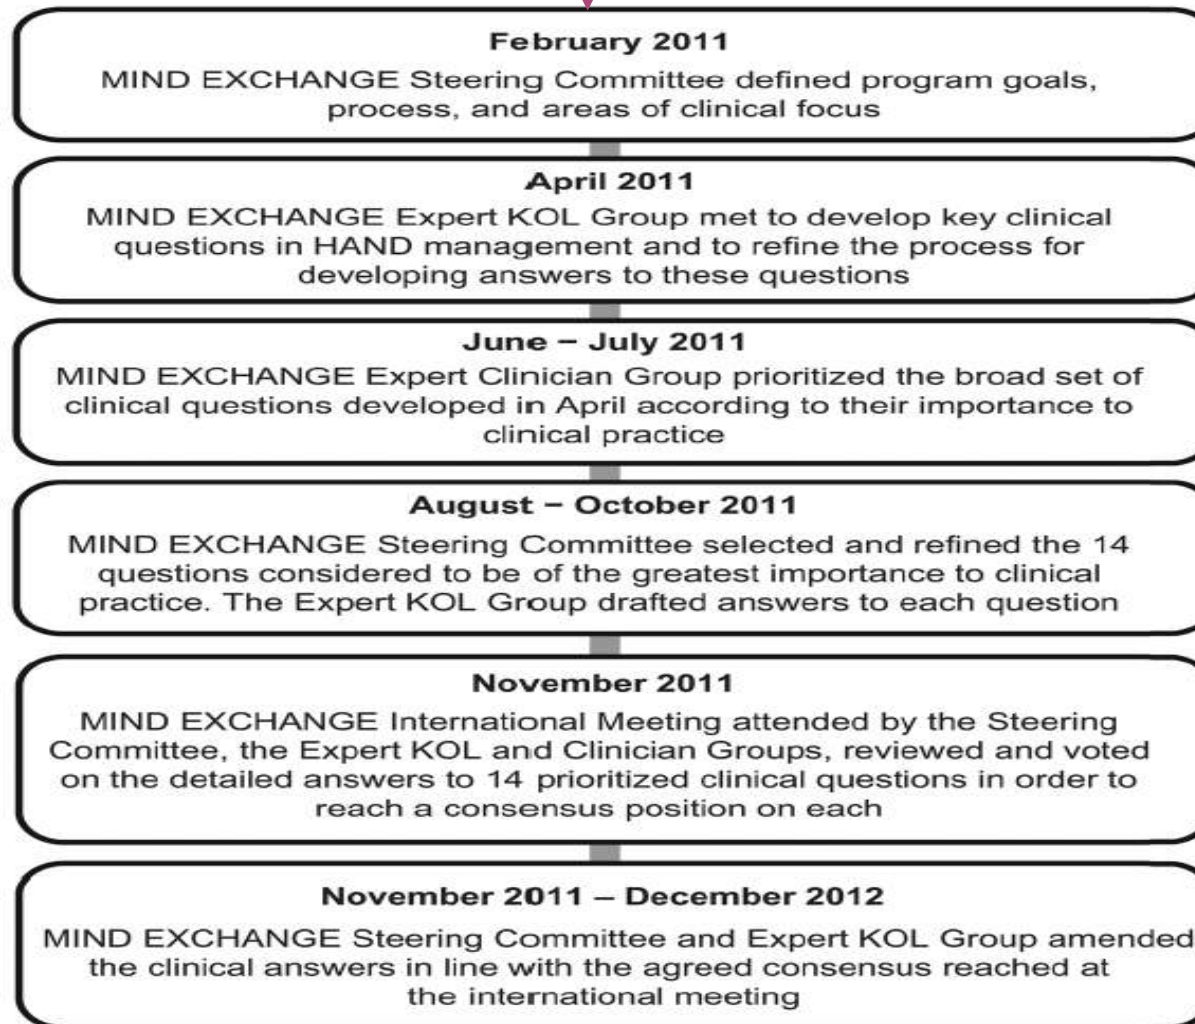 February 2011
MIND EXCHANGE Steering Committee defined program goals,
process, and areas of clinical focus
April 2011
MIND EXCHANGE Expert KOL Group met to develop key clinical
questions in HAND management and to refine the process for
developing answers to these questions
June – July 2011
MIND EXCHANGE Expert Clinician Group prioritized the broad set of
clinical questions developed in April according to their importance to
clinical practice
August – October 2011
MIND EXCHANGE Steering Committee selected and refined the 14
questions considered to be of the greatest importance to clinical
practice. The Expert KOL Group drafted answers to each question
November 2011
MIND EXCHANGE International Meeting attended by the Steering
Committee, the Expert KOL and Clinician Groups, reviewed and voted
on the detailed answers to 14 prioritized clinical questions in order to
reach a consensus position on each
November 2011 – December 2012
MIND EXCHANGE Steering Committee and Expert KOL Group amended
the clinical answers in line with the agreed consensus reached at
the international meeting